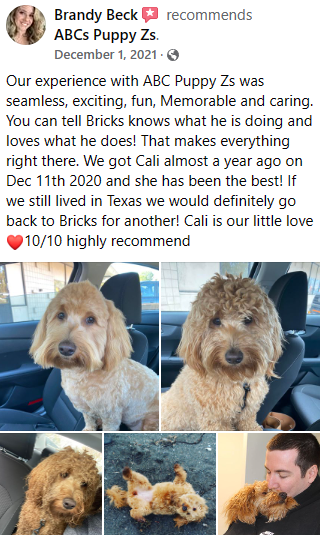 Brandy Beck recommends
ABCs Puppy Zs.
December 1, 2021 ·
Our experience with ABC Puppy Zs was
seamless, exciting, fun, Memorable and caring.
You can tell Bricks knows what he is doing and
loves what he does! That makes everything
right there. We got Cali almost a year ago on
Dec 11th 2020 and she has been the best! If
we still lived in Texas we would definitely go
back to Bricks for another! Cali is our little love
❤️10/10 highly recommend